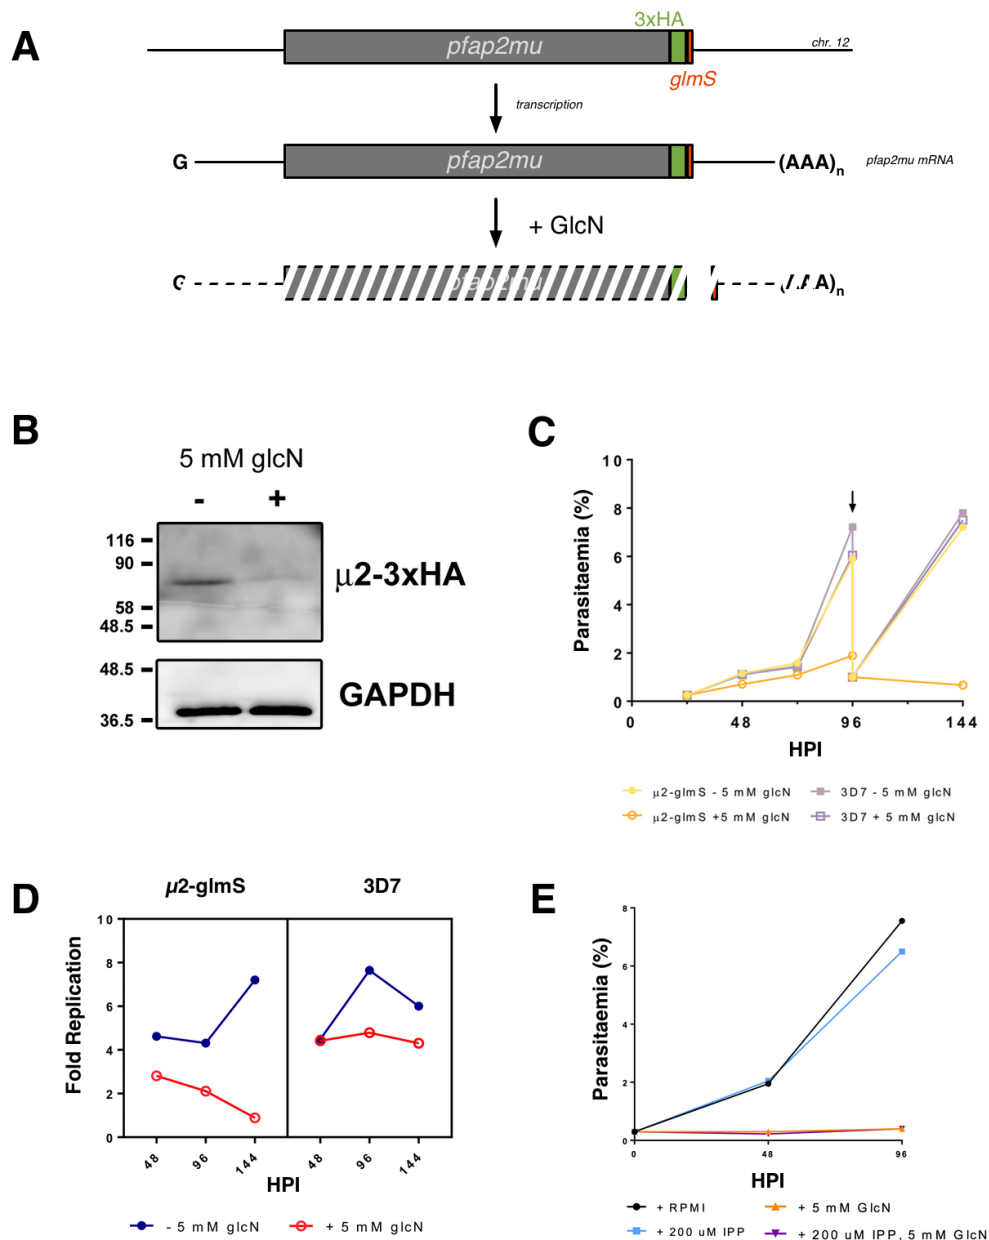 A
3xHA
pfap2mu
chr. 12
glmS
transcription
G
pfap2mu
(AAA)n
pfap2mu mRNA
+ GlcN
G
pfap2mu
(AAA)n
B
5 mM glcN
- +
116
90
58
48.5
μ2-3xHA
48.5
36.5
GAPDH
C
Parasitaemia (%)
10
8
6
4
2
0
0 48 96 144
HPI
μ2-glmS - 5 mM glcN
3D7 - 5 mM glcN
μ2-glmS +5 mM glcN
3D7 + 5 mM glcN
D
μ2-glmS
3D7
Fold Replication
10
8
6
4
2
0
48 96 144 48 96 144
HPI
- 5 mM glcN
+ 5 mM glcN
E
Parasitaemia (%)
8
6
4
2
0
0 48 96
HPI
+ RPMI
+ 5 mM GlcN
+ 200 uM IPP
+ 200 uM IPP, 5 mM GlcN